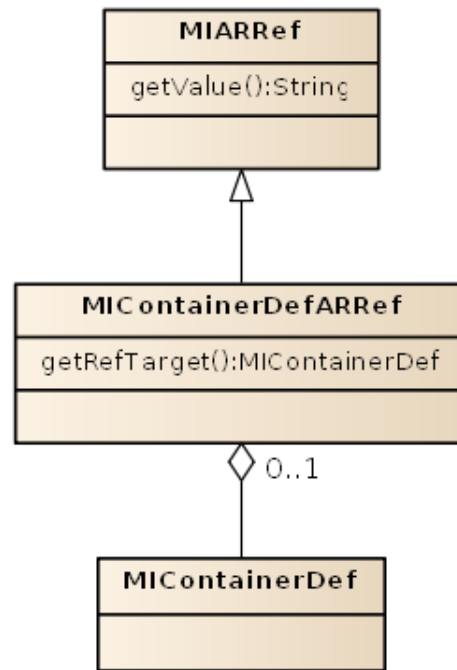 MIARRef
getValue():String
MIContainerDefARRef
getRefTarget():MIContainerDef
0..1
MIContainerDef